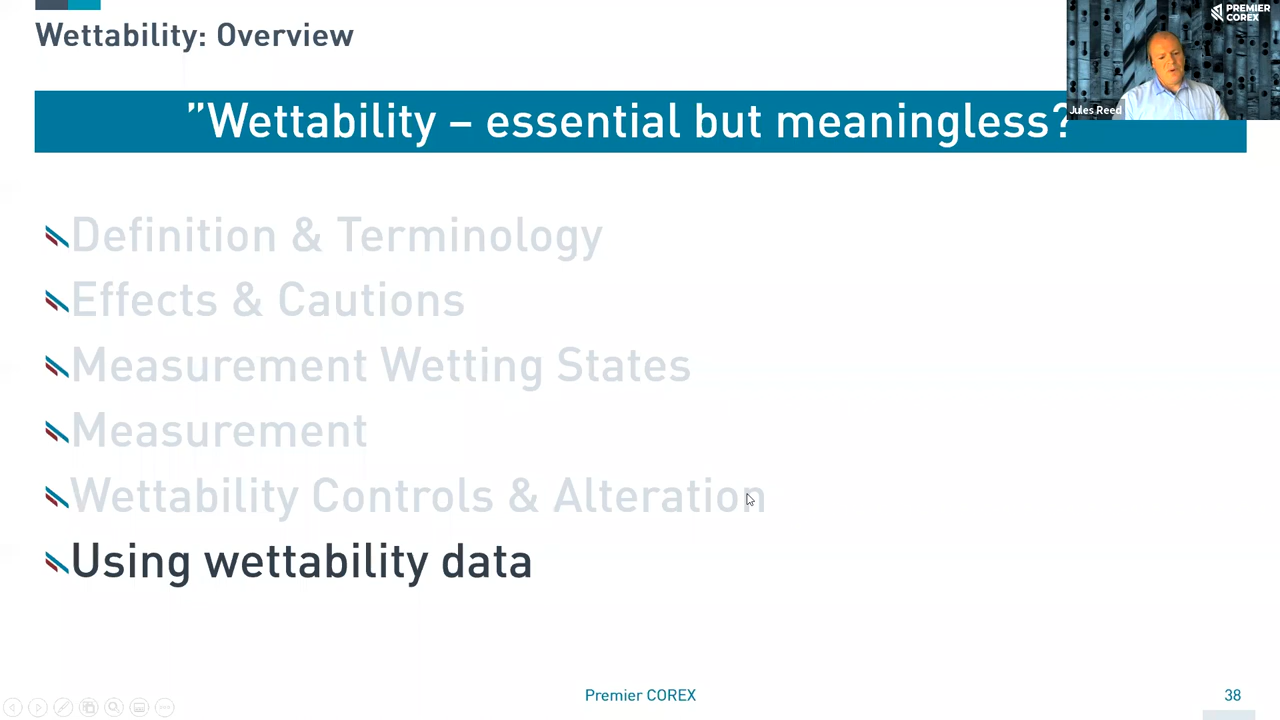 Wettability: Overview
PREMIER
COREX
Jules Reed
”Wettability – essential but meaningless?
Definition & Terminology
Effects & Cautions
Measurement Wetting States
Measurement
Wettability Controls & Alteration
Using wettability data
Premier COREX
38